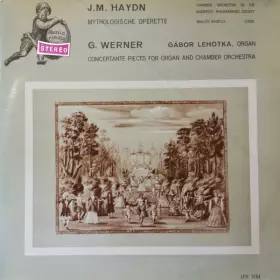 J.M. HAYDN
MYTHOLOGISCHE OPERETTE
CHAMBER ORCHESTRA OF THE
BUDAPEST PHILHARMONIC SOCIETY
STEREO
G. WERNER
GÁBOR LEHOTKA, ORGAN
CONCERTANTE PIECES FOR ORGAN AND CHAMBER ORCHESTRA